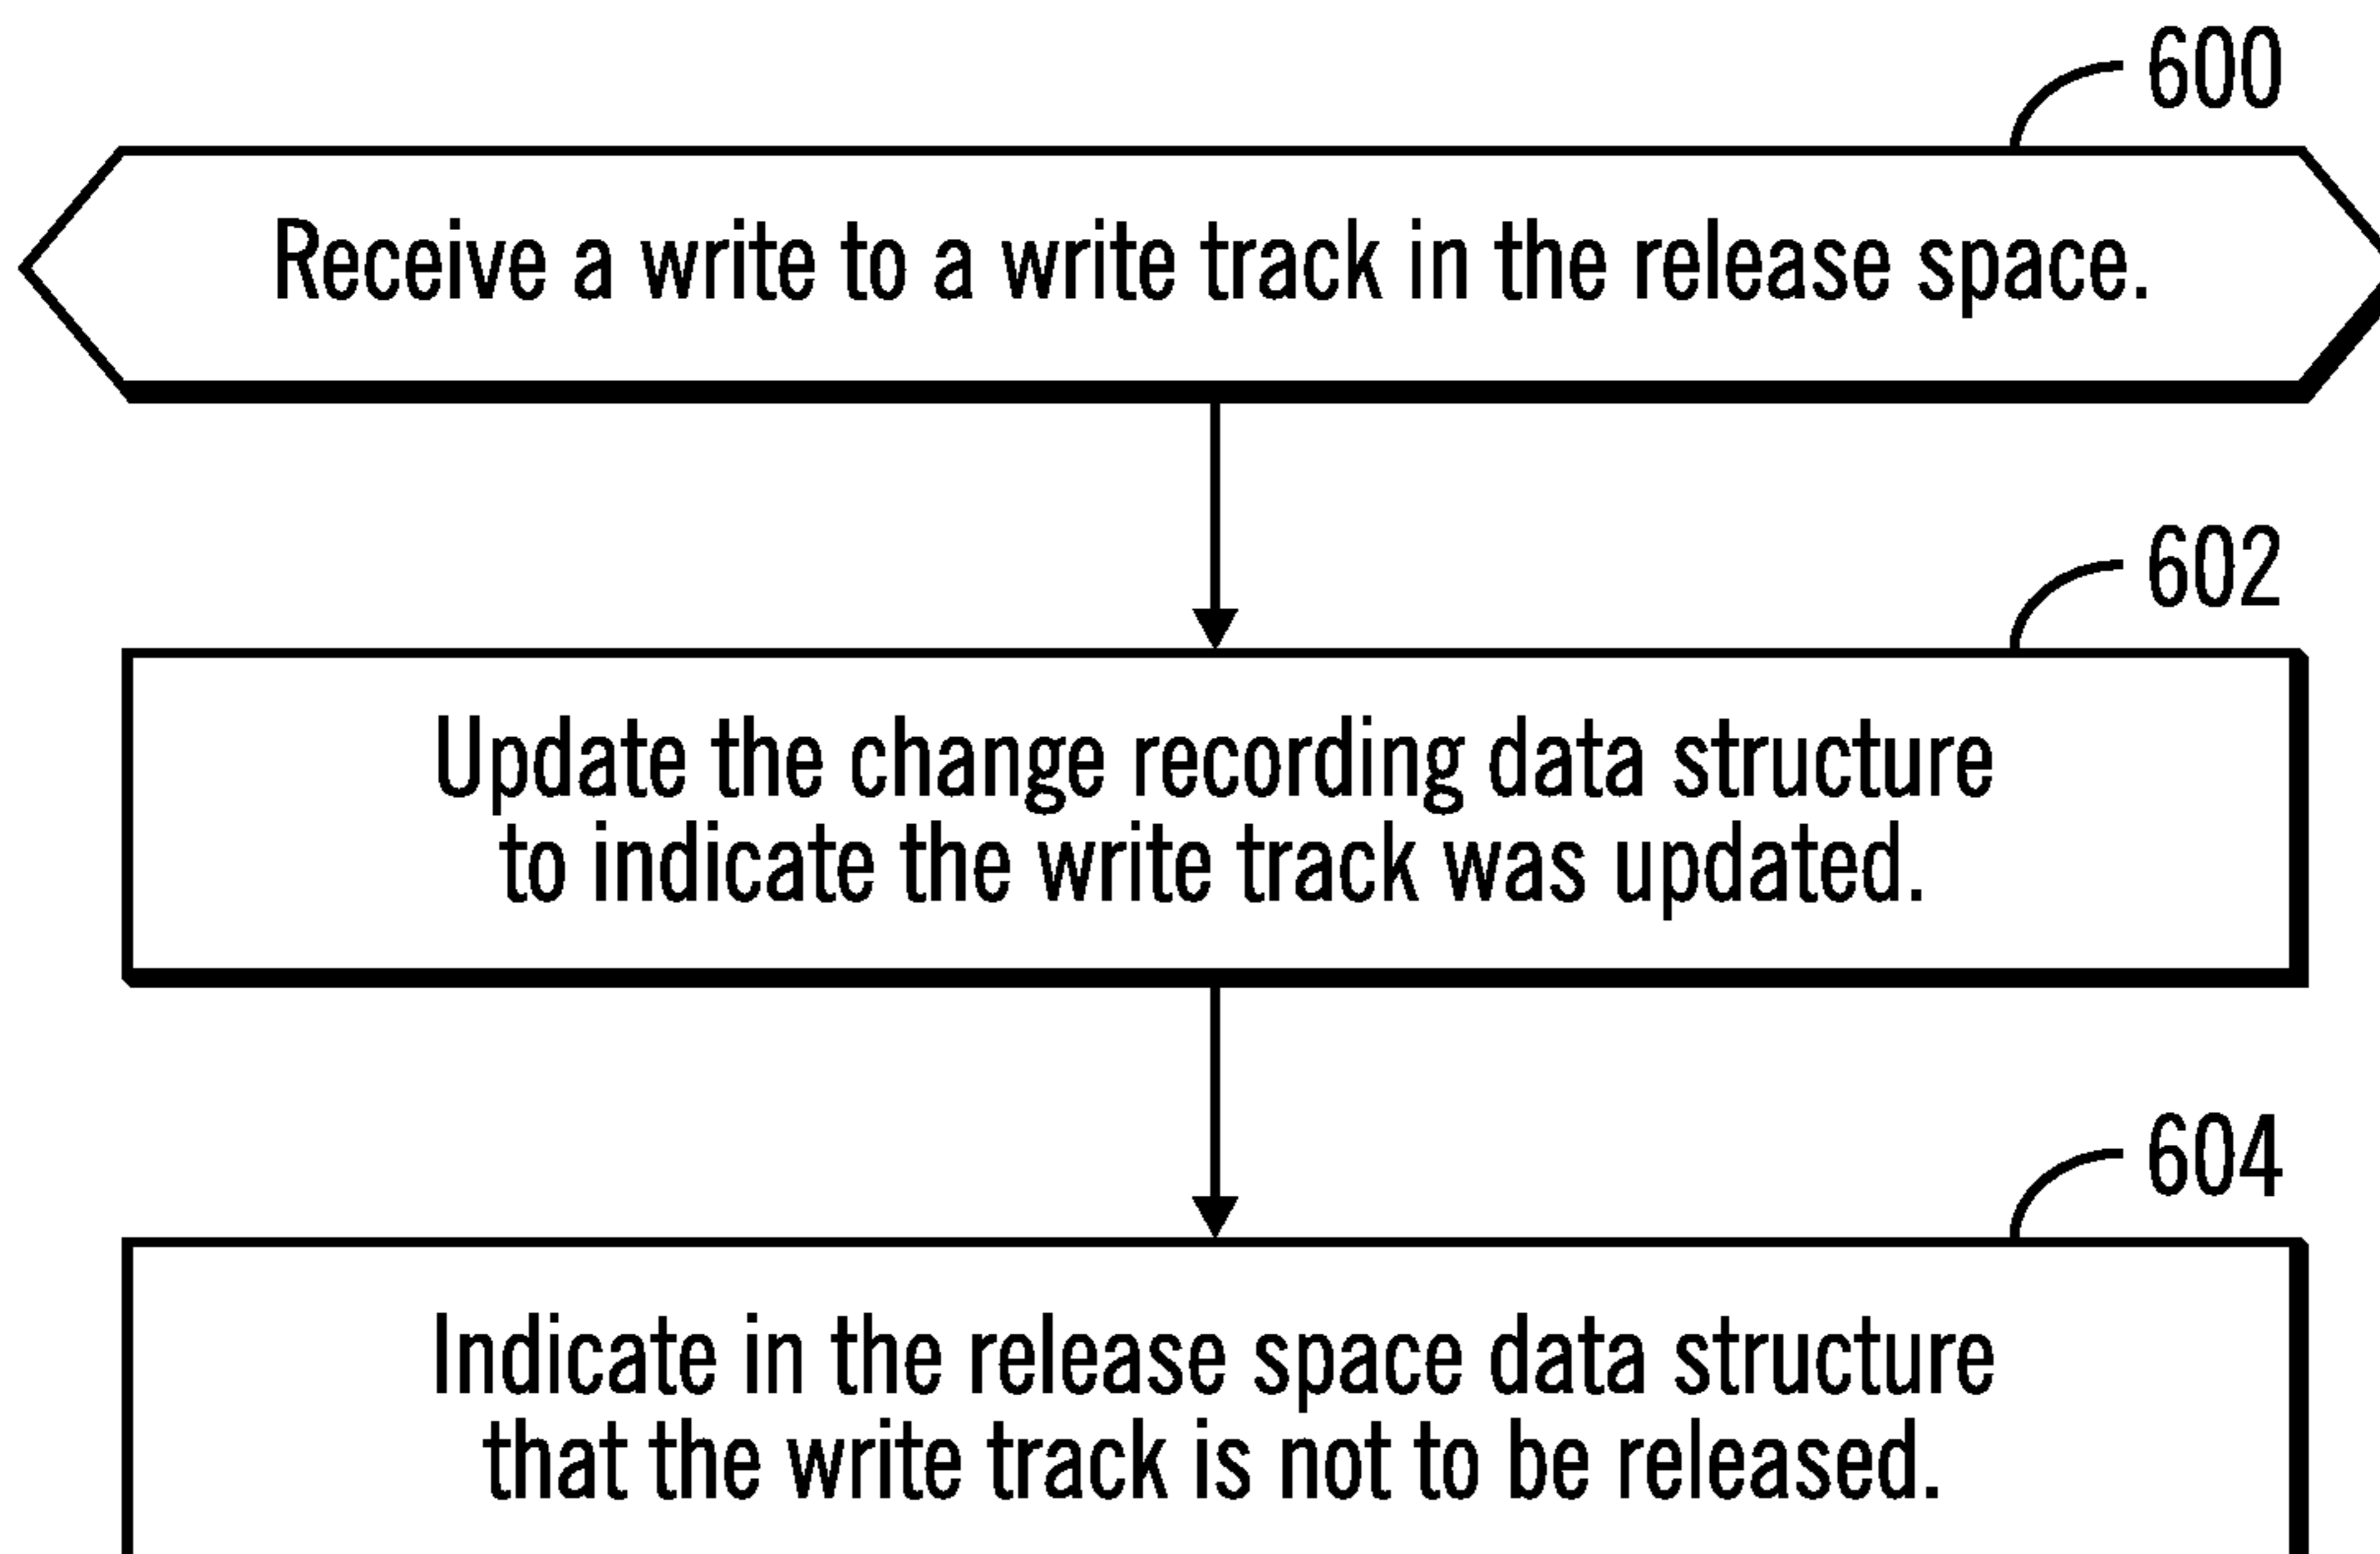 600
Receive a write to a write track in the release space.
602
Update the change recording data structure
to indicate the write track was updated.
604
Indicate in the release space data structure
that the write track is not to be released.